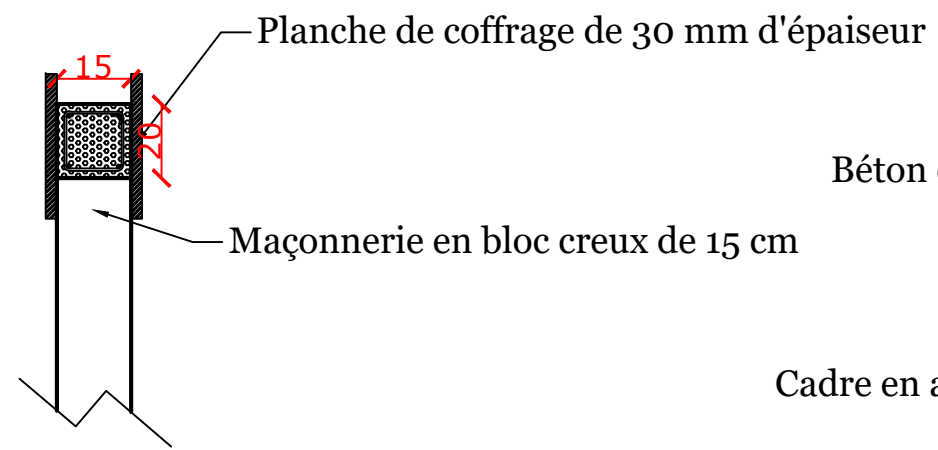 Planche de coffrage de 30 mm d'épaiseur
15
20
Béton
Maçonnerie en bloc creux de 15 cm
Cadre en